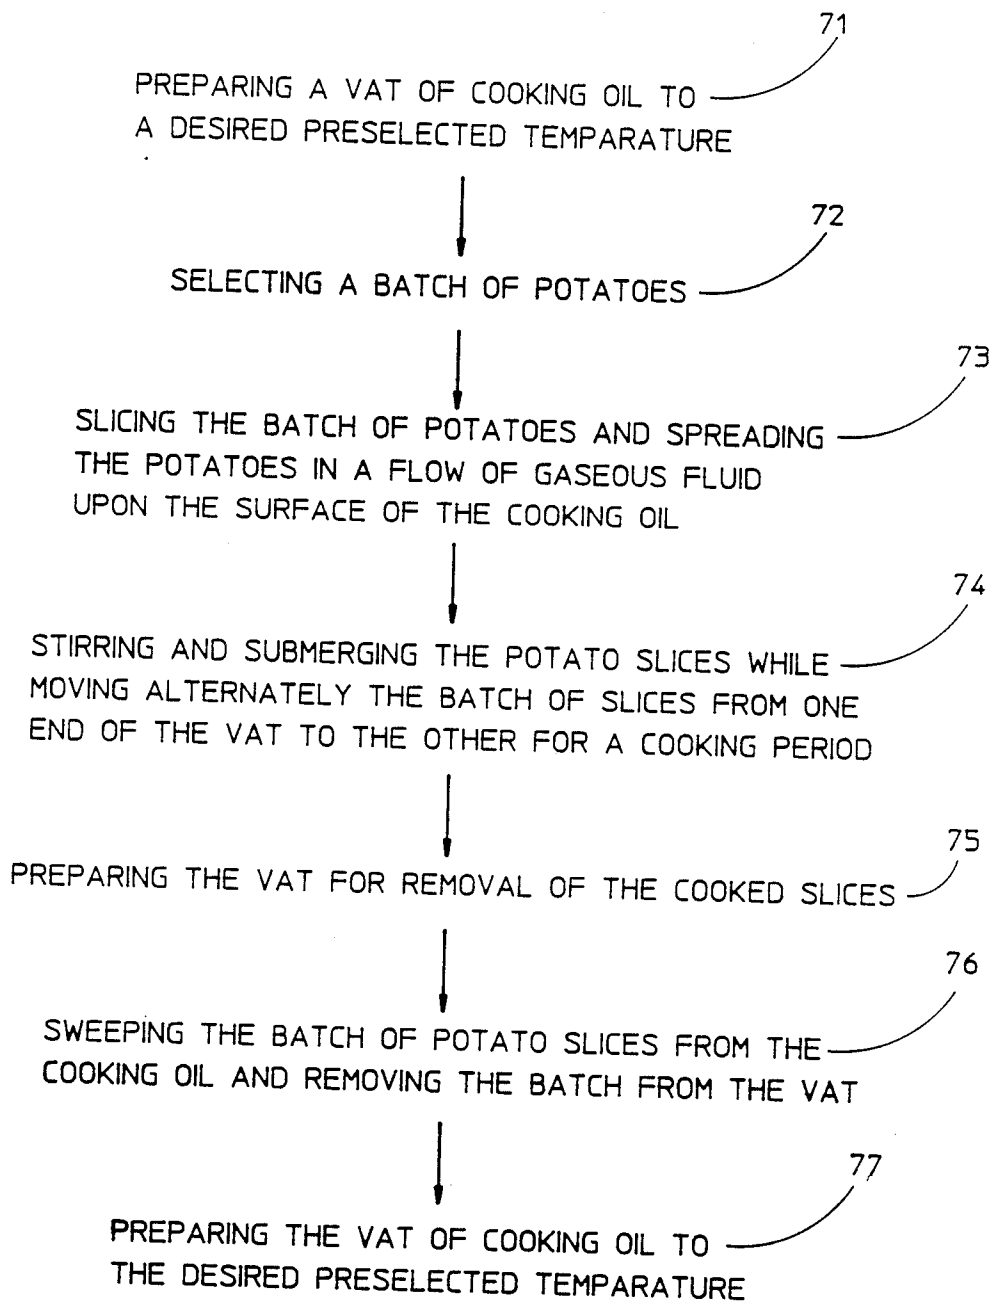 71
PREPARING A VAT OF COOKING OIL TO
A DESIRED PRESELECTED TEMPARATURE
72
SELECTING A BATCH OF POTATOES
73
SLICING THE BATCH OF POTATOES AND SPREADING
THE POTATOES IN A FLOW OF GASEOUS FLUID
UPON THE SURFACE OF THE COOKING OIL
74
STIRRING AND SUBMERGING THE POTATO SLICES WHILE
MOVING ALTERNATELY THE BATCH OF SLICES FROM ONE
END OF THE VAT TO THE OTHER FOR A COOKING PERIOD
75
PREPARING THE VAT FOR REMOVAL OF THE COOKED SLICES
76
SWEEPING THE BATCH OF POTATO SLICES FROM THE
COOKING OIL AND REMOVING THE BATCH FROM THE VAT
77
PREPARING THE VAT OF COOKING OIL TO
THE DESIRED PRESELECTED TEMPARATURE